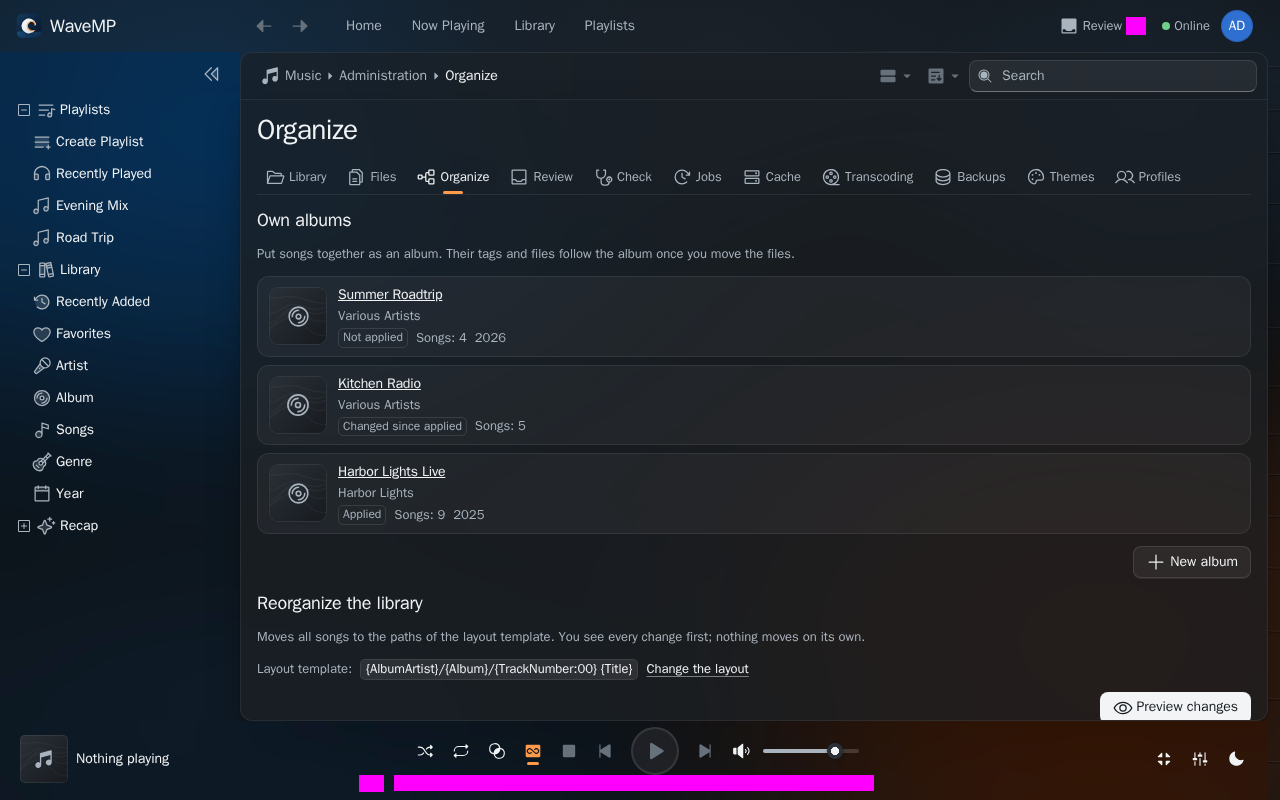 WaveMP
Home
Now Playing
Library
Playlists
Review
Online
AD
Music
Administration
Organize
Search
Playlists
Create Playlist
Recently Played
Evening Mix
Road Trip
Library
Recently Added
Favorites
Artist
Album
Songs
Genre
Year
Recap
Organize
Library
Files
Organize
Review
Check
Jobs
Cache
Transcoding
Backups
Themes
Profiles
Own albums
Put songs together as an album. Their tags and files follow the album once you move the files.
Summer Roadtrip
Various Artists
Not applied Songs: 4 2026
Kitchen Radio
Various Artists
Changed since applied Songs: 5
Harbor Lights Live
Harbor Lights
Applied Songs: 9 2025
New album
Reorganize the library
Moves all songs to the paths of the layout template. You see every change first; nothing moves on its own.
Layout template: {AlbumArtist}/{Album}/{TrackNumber:00} {Title} Change the layout
Preview changes
Nothing playing